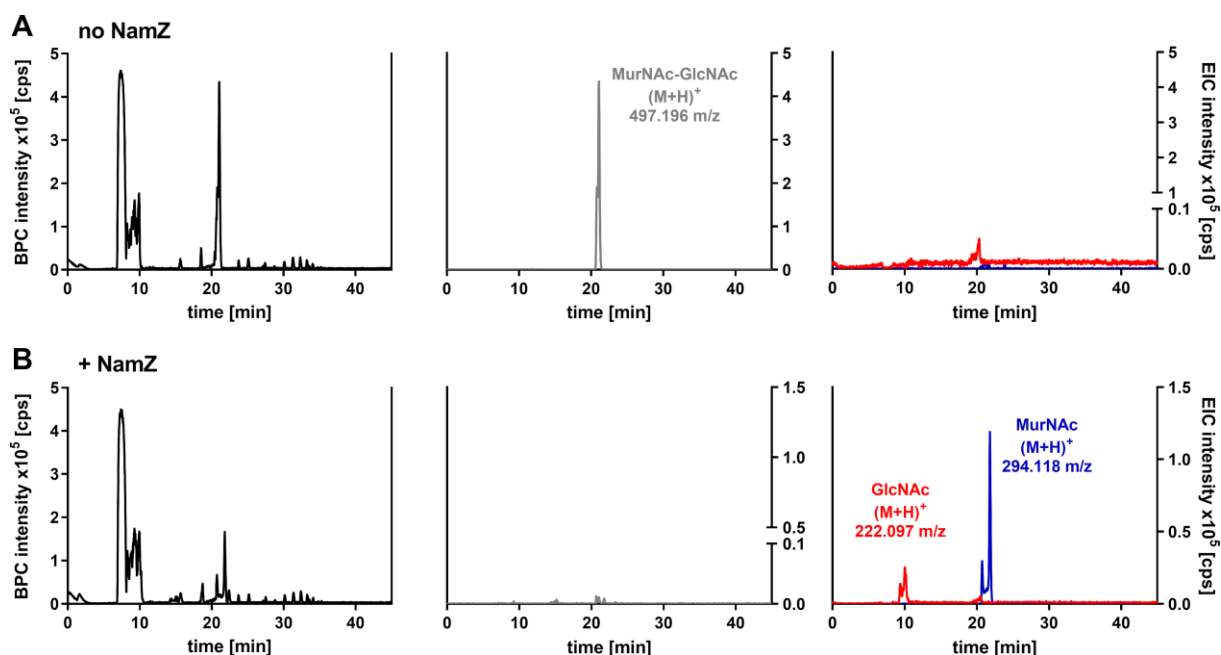 A
no NamZ
BPC intensity x10⁵ [cps]
5
4
3
2
1
0
0
10
20
30
40
time [min]
MurNAc-GlcNAc
(M+H)⁺
497.196 m/z
5
4
3
2
1
0
0
10
20
30
40
time [min]
5
4
3
2
1
0.1
0.0
EIC intensity x10⁵ [cps]
0
10
20
30
40
time [min]
B
+ NamZ
BPC intensity x10⁵ [cps]
5
4
3
2
1
0
0
10
20
30
40
time [min]
1.5
1.0
0.5
0.1
0.0
0
10
20
30
40
time [min]
GlcNAc
(M+H)⁺
222.097 m/z
MurNAc
(M+H)⁺
294.118 m/z
1.5
1.0
0.5
0.0
EIC intensity x10⁵ [cps]
0
10
20
30
40
time [min]